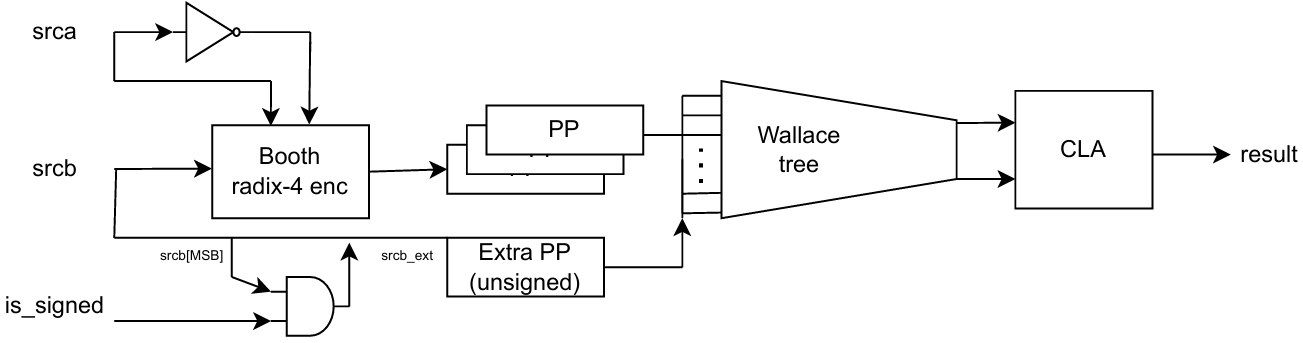 srca
srcb
Booth
radix-4 enc
PP
Wallace
tree
CLA
result
srcb[MSB]
srcb_ext
Extra PP
(unsigned)
is_signed